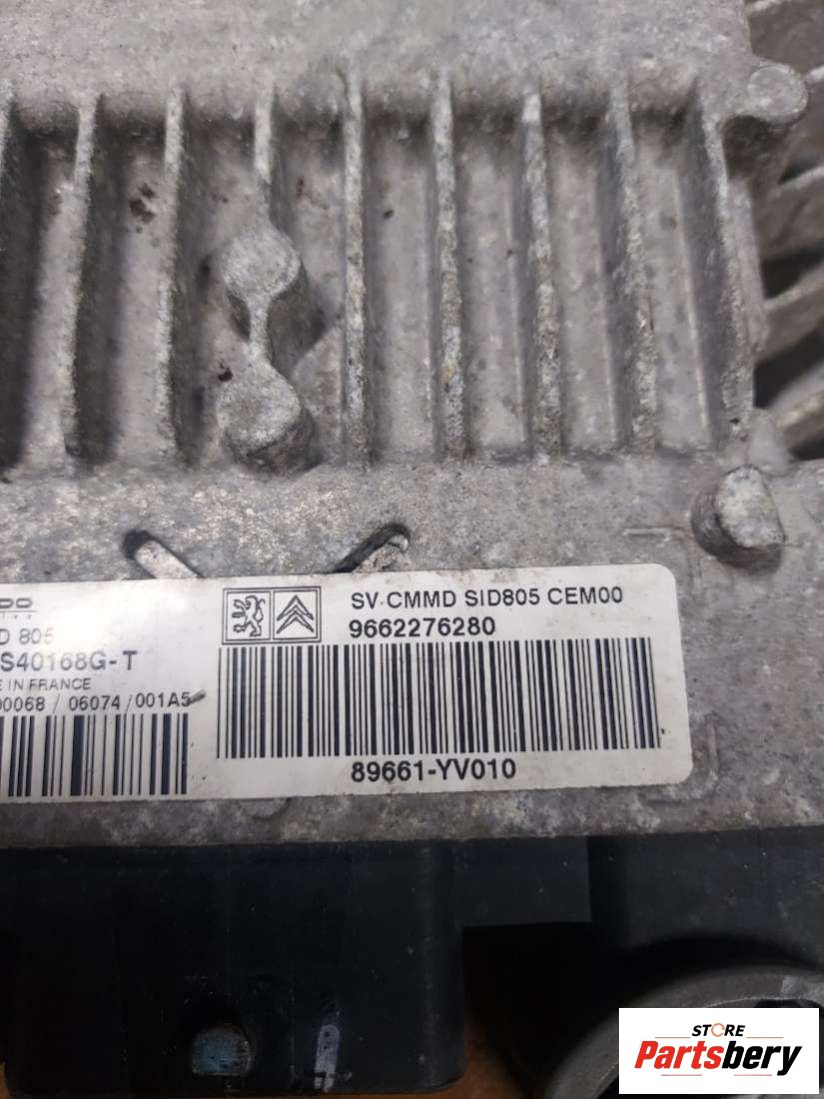 SV CMMD SID805 CEM00
9662276280
89661-YV010
D 805
S40168G-T
E IN FRANCE
00068 / 06074 / 001A5
STORE
Partsbery